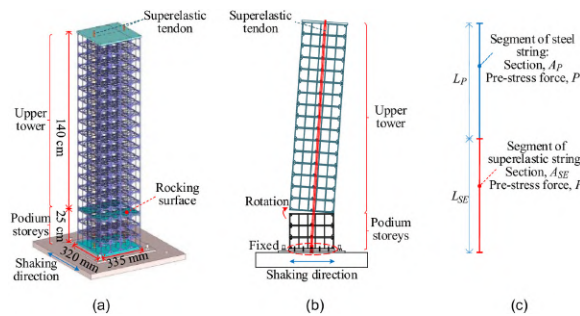 Superelastic
tendon
Upper
tower
140 cm
Rocking
surface
Podium
storeys
25 cm
320 mm
335 mm
Shaking
direction
(a)
Superelastic
tendon
Upper
tower
Rotation
Podium
storeys
Fixed
Shaking direction
(b)
Segment of steel
string:
Section, A_P
Pre-stress force, P
L_P
Segment of
superelastic string
Section, A_SE
Pre-stress force, P
L_SE
(c)